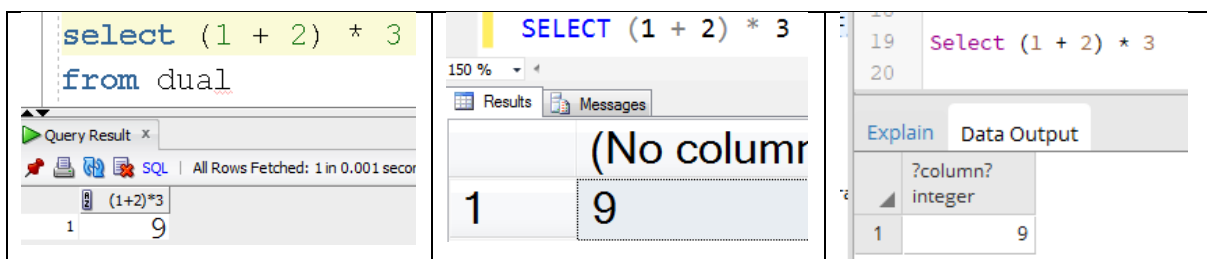 select (1 + 2) * 3
from dual
Query Result x
SQL | All Rows Fetched: 1 in 0.001 secor
(1+2)*3
1 9
SELECT (1 + 2) * 3
150 %
Results Messages
(No colum
1 9
19 Select (1 + 2) * 3
20
Explain Data Output
?column?
integer
1 9